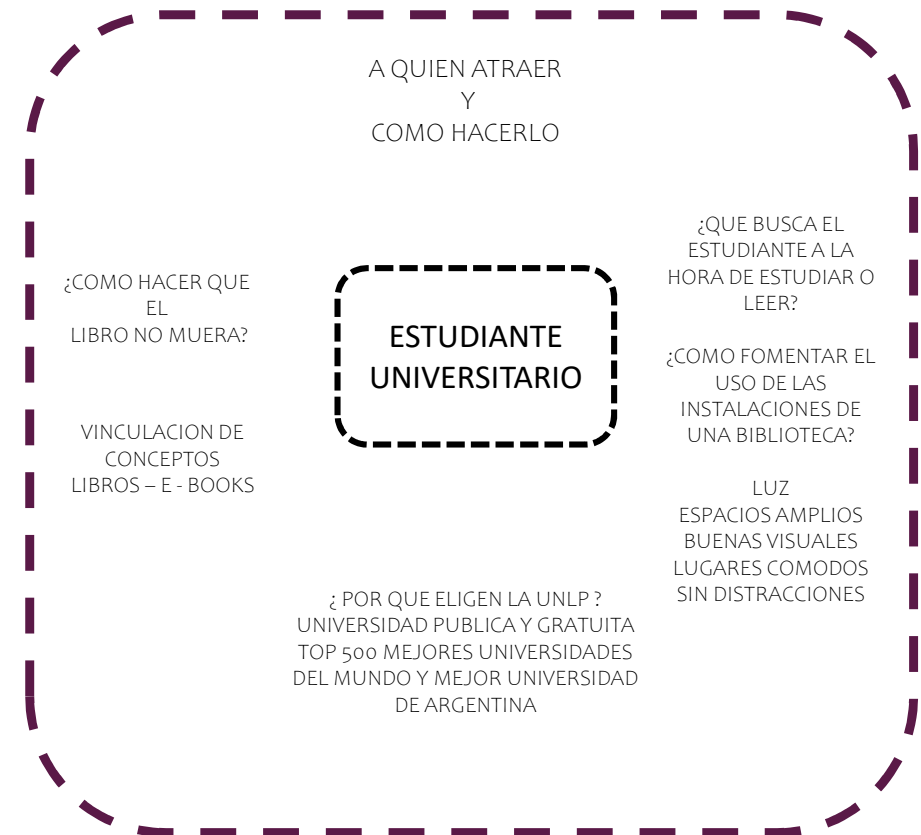 A QUIEN ATRAER
Y
COMO HACERLO
¿COMO HACER QUE
EL
LIBRO NO MUERA?
VINCULACION DE
CONCEPTOS
LIBROS – E - BOOKS
ESTUDIANTE
UNIVERSITARIO
¿QUE BUSCA EL
ESTUDIANTE A LA
HORA DE ESTUDIAR O
LEER?
¿COMO FOMENTAR EL
USO DE LAS
INSTALACIONES DE
UNA BIBLIOTECA?
LUZ
ESPACIOS AMPLIOS
BUENAS VISUALES
LUGARES COMODOS
SIN DISTRACCIONES
¿ POR QUE ELIGEN LA UNLP ?
UNIVERSIDAD PUBLICA Y GRATUITA
TOP 500 MEJORES UNIVERSIDADES
DEL MUNDO Y MEJOR UNIVERSIDAD
DE ARGENTINA